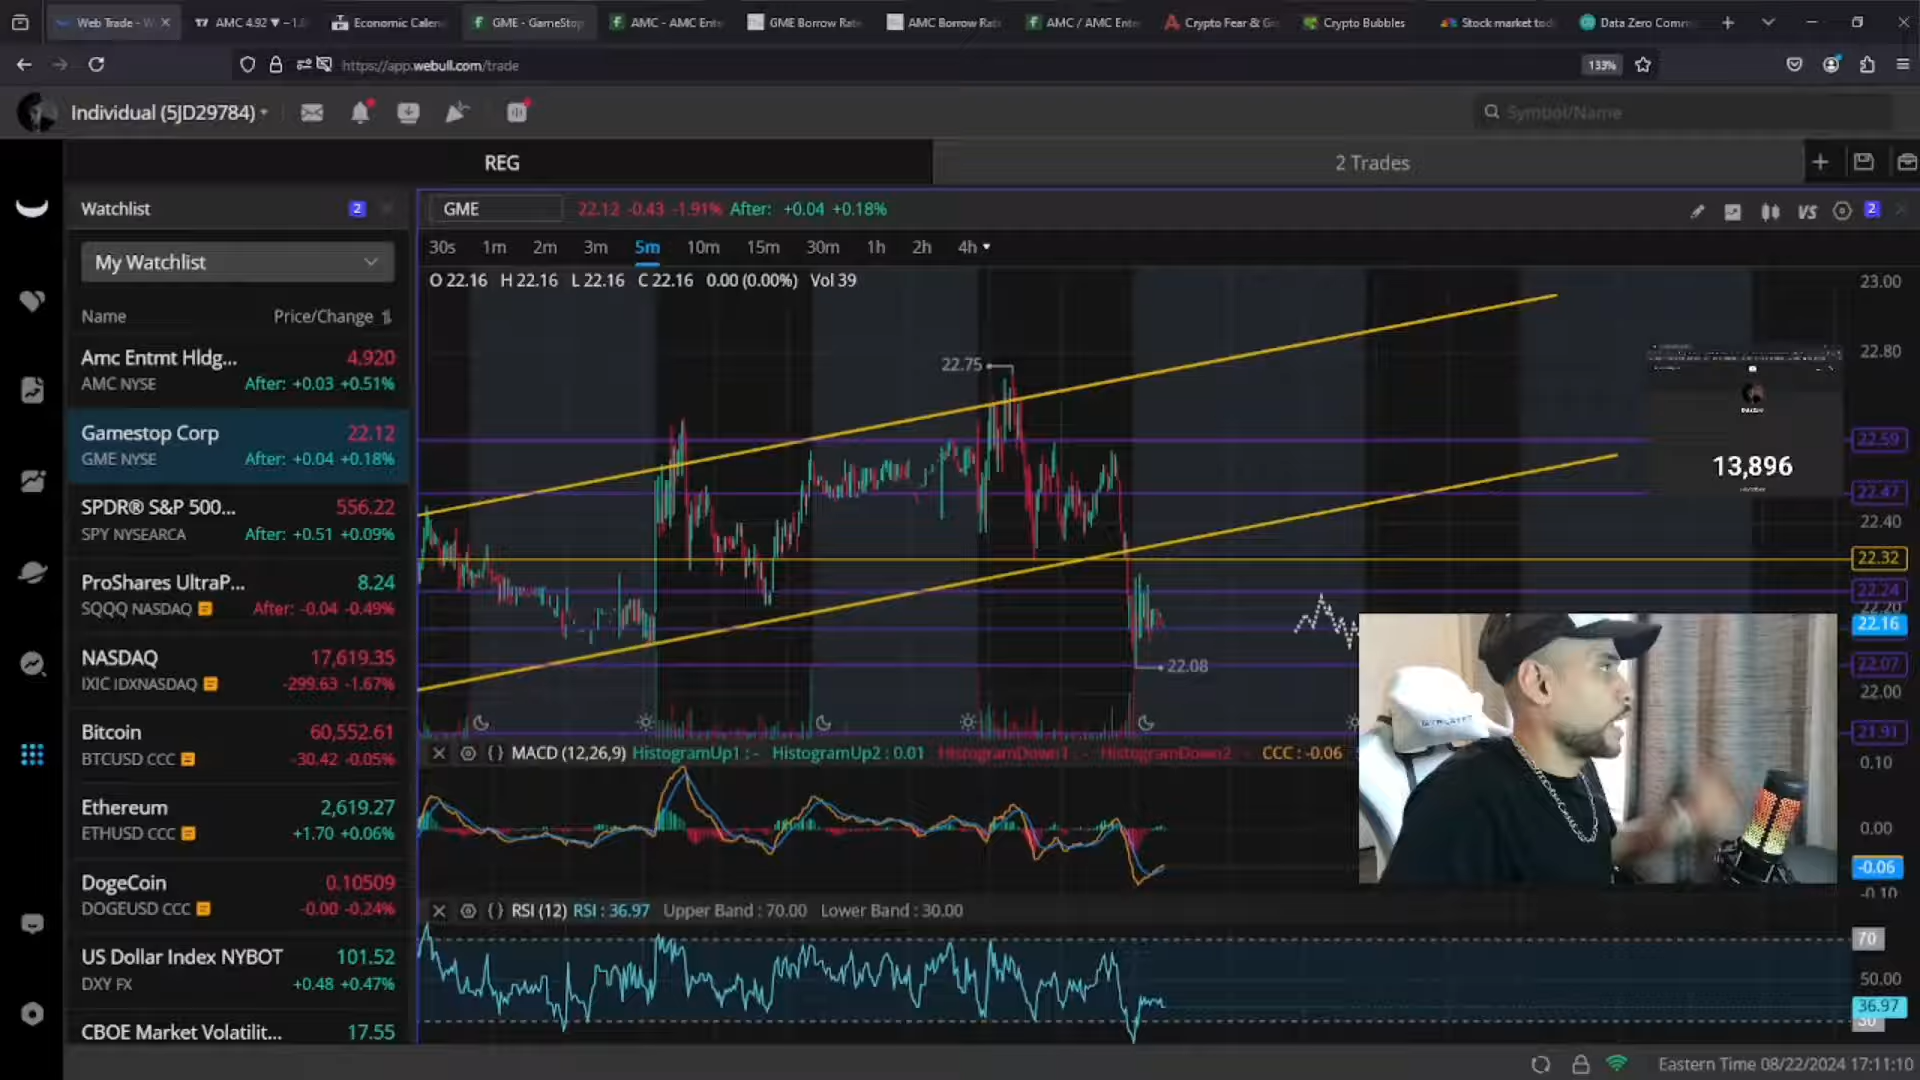 Web Trade - W
AMC 4.92 ▼ −1.
Economic Calen
GME - GameStop
AMC - AMC Ente
GME Borrow Rate
AMC Borrow Rat
AMC / AMC Ente
Crypto Fear & G
Crypto Bubbles
Stock market tod
Data Zero Comm
https://app.webull.com/trade
133%
Individual (5JD29784)
Symbol/Name
REG
2 Trades
Watchlist
2
My Watchlist
Name
Price/Change
Amc Entmt Hldg...
4.920
AMC NYSE
After: +0.03 +0.51%
Gamestop Corp
22.12
GME NYSE
After: +0.04 +0.18%
SPDR® S&P 500...
556.22
SPY NYSEARCA
After: +0.51 +0.09%
ProShares UltraP...
8.24
SQQQ NASDAQ
After: -0.04 -0.49%
NASDAQ
17,619.35
IXIC IDXNASDAQ
-299.63 -1.67%
Bitcoin
60,552.61
BTCUSD CCC
-30.42 -0.05%
Ethereum
2,619.27
ETHUSD CCC
+1.70 +0.06%
DogeCoin
0.10509
DOGEUSD CCC
-0.00 -0.24%
US Dollar Index NYBOT
101.52
DXY FX
+0.48 +0.47%
CBOE Market Volatilit...
17.55
GME
22.12 -0.43 -1.91% After: +0.04 +0.18%
VS
2
30s 1m 2m 3m 5m 10m 15m 30m 1h 2h 4h
O 22.16 H 22.16 L 22.16 C 22.16 0.00 (0.00%) Vol 39
22.75
22.08
23.00
22.80
22.59
22.47
22.40
22.32
22.24
22.20
22.16
22.07
22.00
21.91
13,896
MACD (12,26,9) HistogramUp1 : - HistogramUp2 : 0.01 HistogramDown1 : - HistogramDown2 - CCC : -0.06
0.10
0.00
-0.06
-0.10
RSI (12) RSI : 36.97 Upper Band : 70.00 Lower Band : 30.00
70
50.00
36.97
30
Eastern Time 08/22/2024 17:11:10